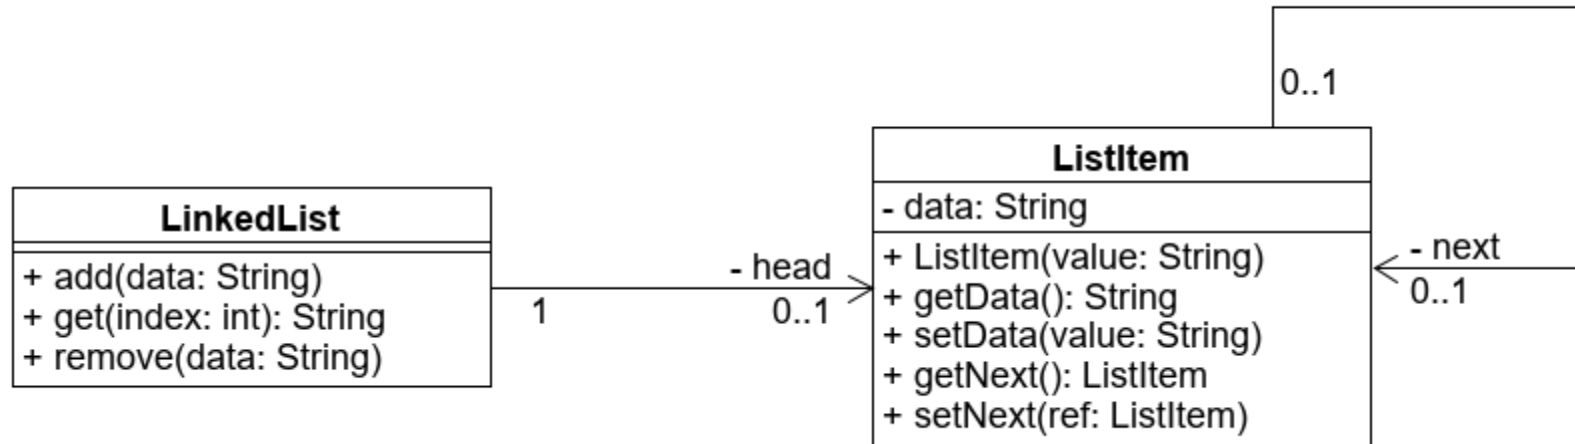 LinkedList
+ add(data: String)
+ get(index: int): String
+ remove(data: String)
1
- head
0..1
0..1
ListItem
- data: String
+ ListItem(value: String)
+ getData(): String
+ setData(value: String)
+ getNext(): ListItem
+ setNext(ref: ListItem)
- next
0..1